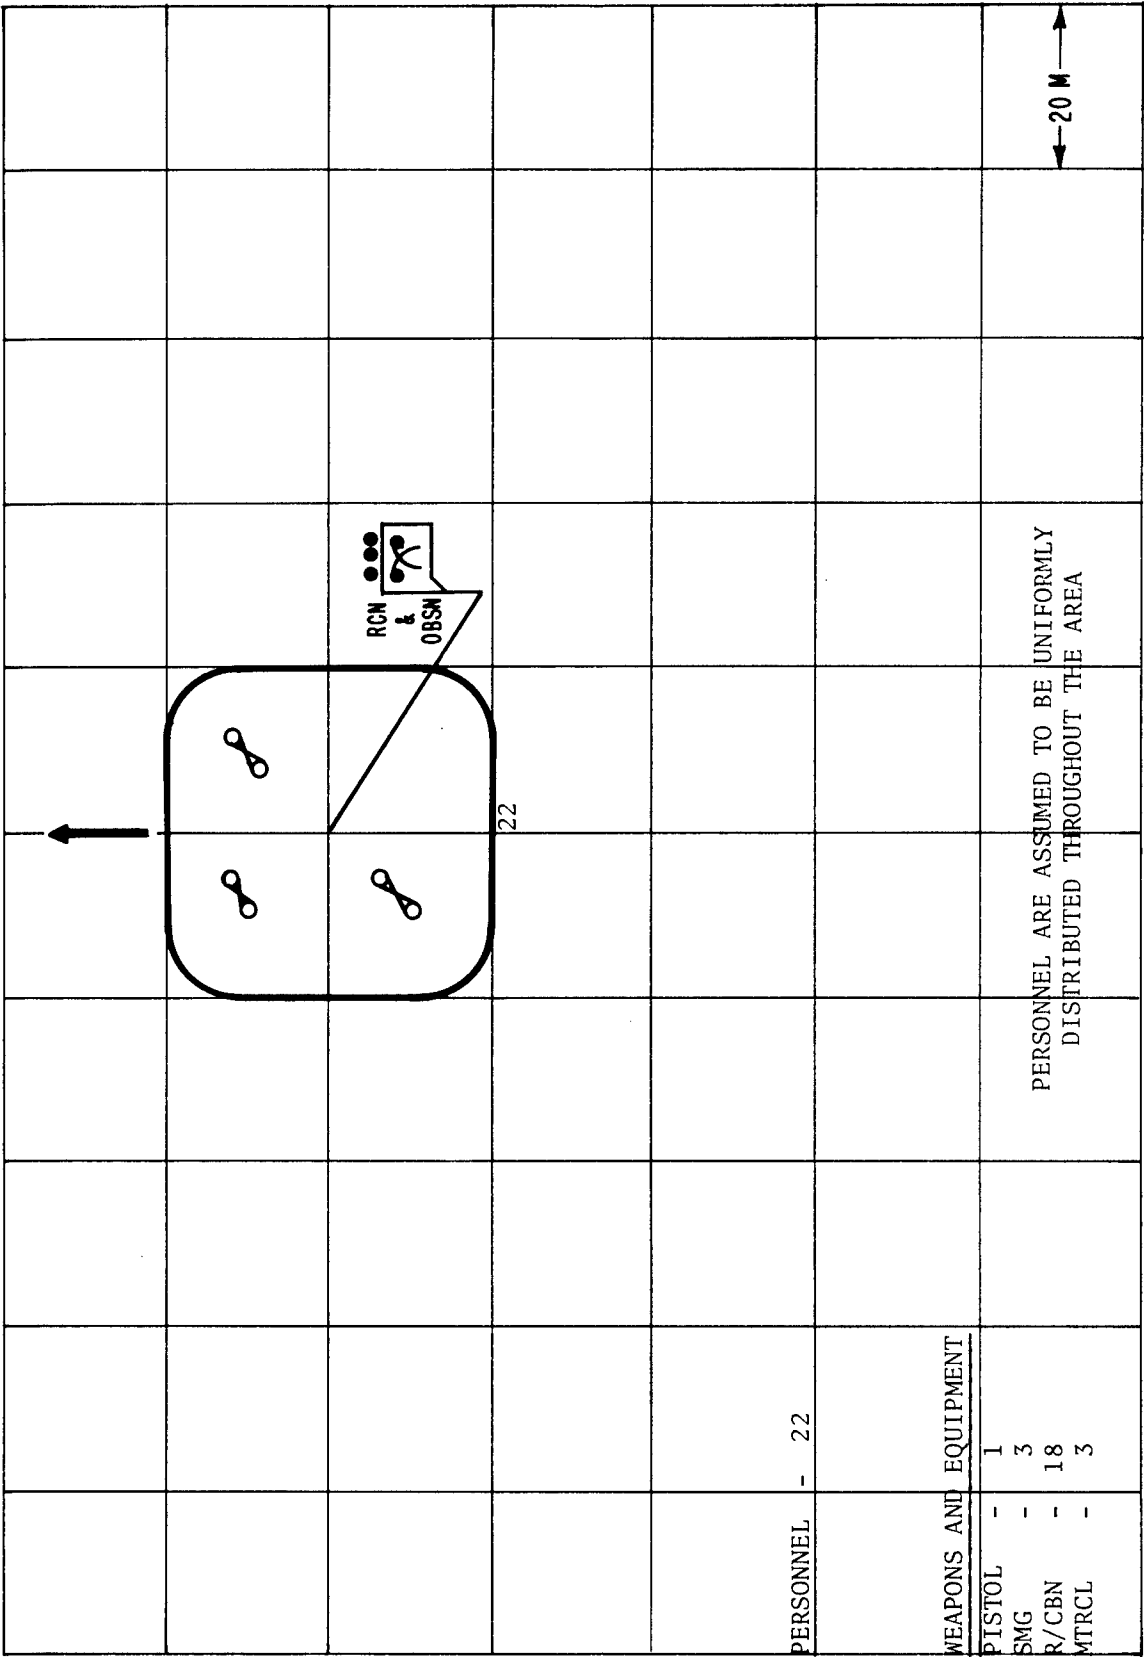 RCN
&
OBSN
22
PERSONNEL - 22
WEAPONS AND EQUIPMENT
PISTOL - 1
SMG - 3
R/CBN - 18
MTRCL - 3
PERSONNEL ARE ASSUMED TO BE UNIFORMLY
DISTRIBUTED THROUGHOUT THE AREA
20 M